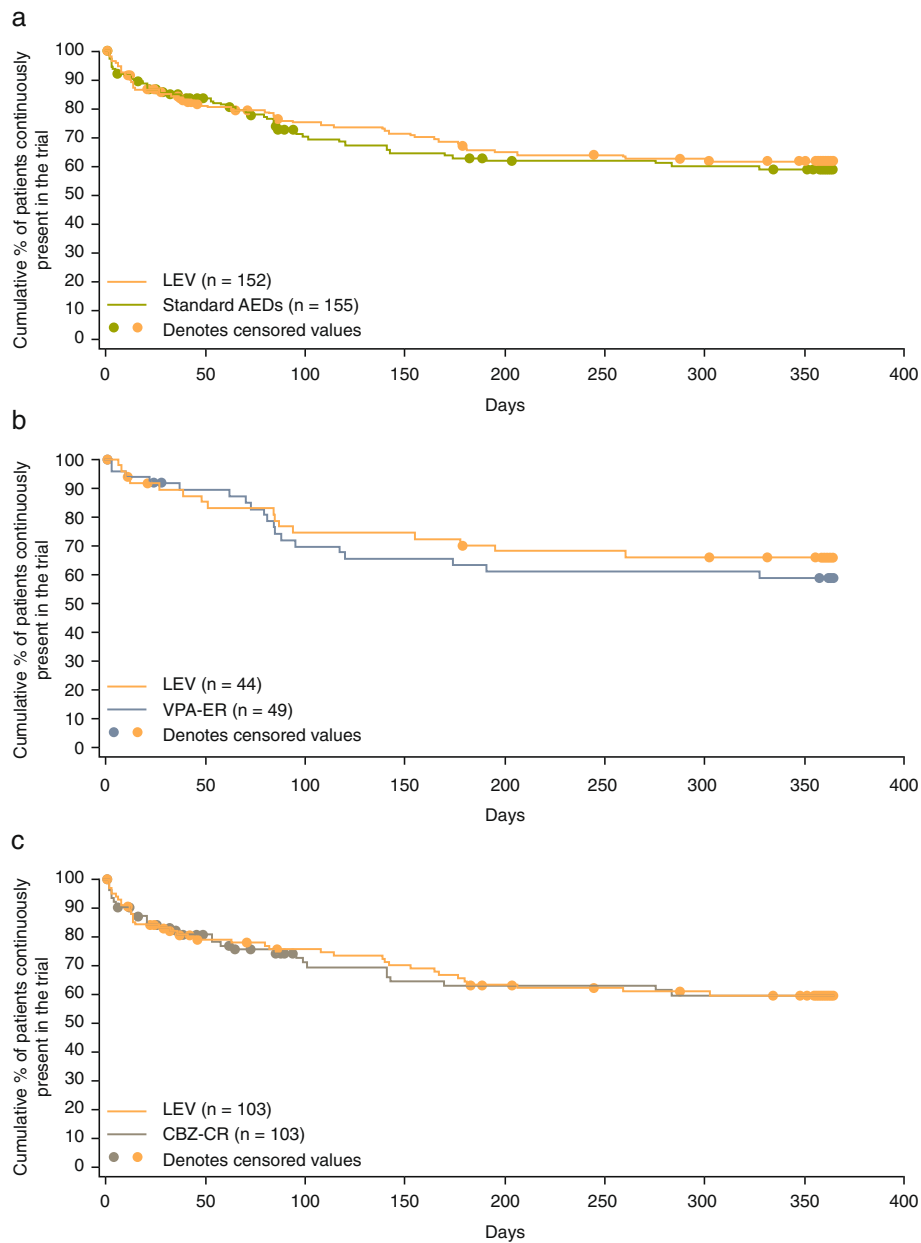 a
Cumulative % of patients continuously
present in the trial
100
90
80
70
60
50
40
30
20
10
0
LEV (n = 152)
Standard AEDs (n = 155)
Denotes censored values
0 50 100 150 200 250 300 350 400
Days
b
Cumulative % of patients continuously
present in the trial
100
90
80
70
60
50
40
30
20
10
0
LEV (n = 44)
VPA-ER (n = 49)
Denotes censored values
0 50 100 150 200 250 300 350 400
Days
c
Cumulative % of patients continuously
present in the trial
100
90
80
70
60
50
40
30
20
10
0
LEV (n = 103)
CBZ-CR (n = 103)
Denotes censored values
0 50 100 150 200 250 300 350 400
Days